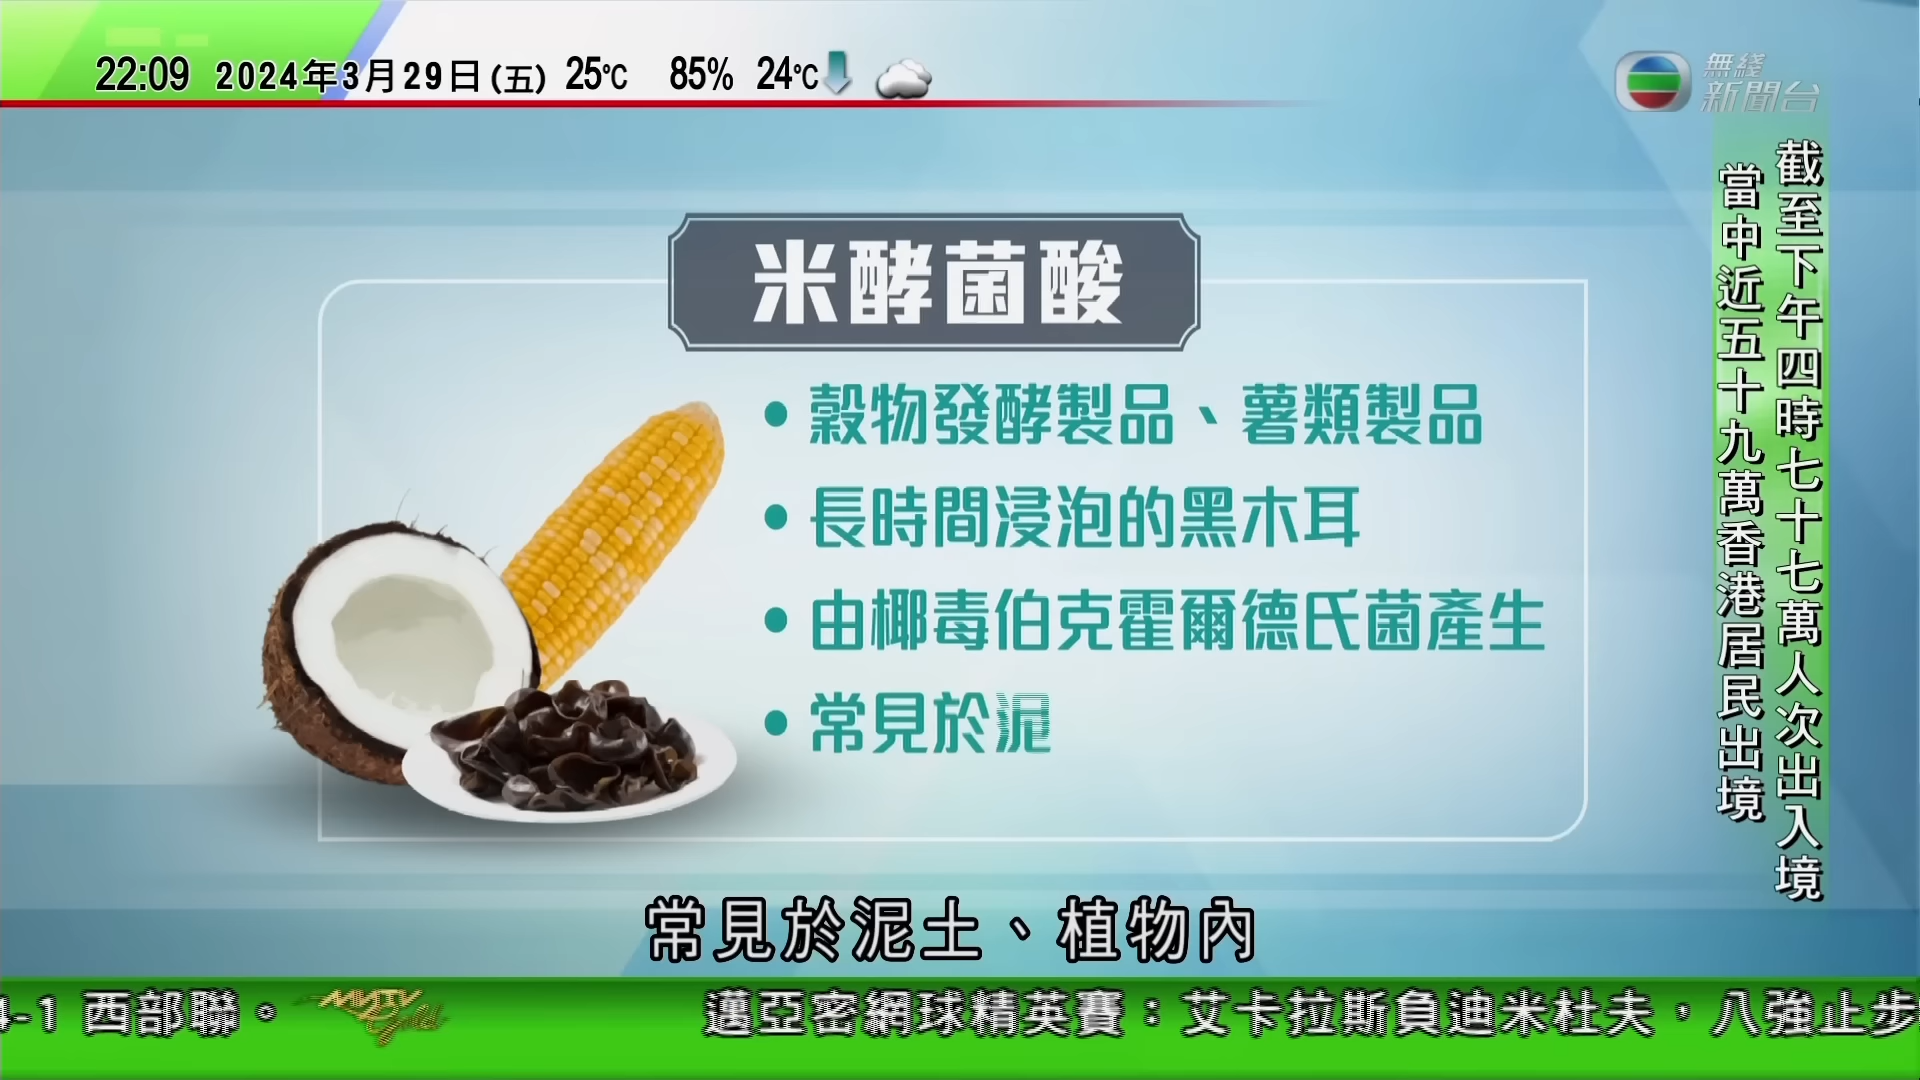 22:09 2024年3月29日(五) 25℃ 85% 24℃
無綫
新聞台
截至下午四時七十七萬人次出入境
當中近五十九萬香港居民出境
米酵菌酸
• 穀物發酵製品、薯類製品
• 長時間浸泡的黑木耳
• 由椰毒伯克霍爾德氏菌產生
• 常見於泥
常見於泥土、植物內
4-1 西部聯。 邁亞密網球精英賽：艾卡拉斯負迪米杜夫，八強止步